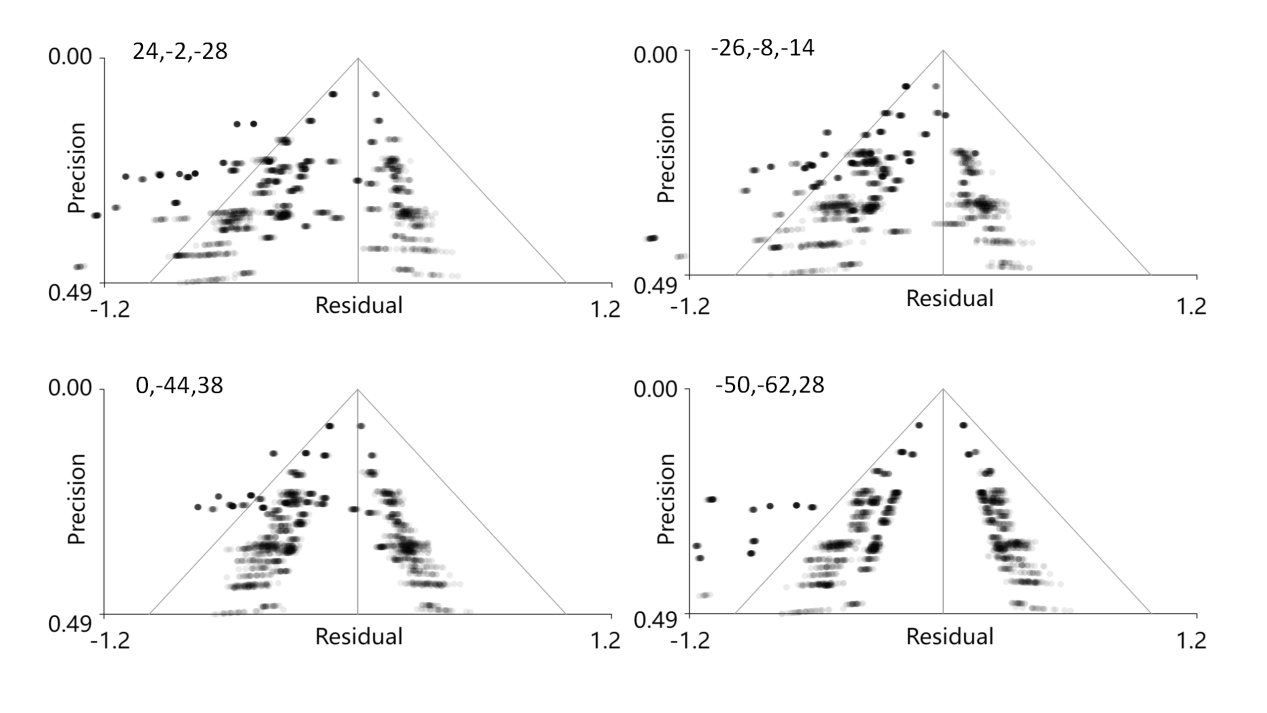 24,-2,-28
0.00
Precision
0.49
-1.2
Residual
1.2
-26,-8,-14
0.00
Precision
0.49
-1.2
Residual
1.2
0,-44,38
0.00
Precision
0.49
-1.2
Residual
1.2
-50,-62,28
0.00
Precision
0.49
-1.2
Residual
1.2